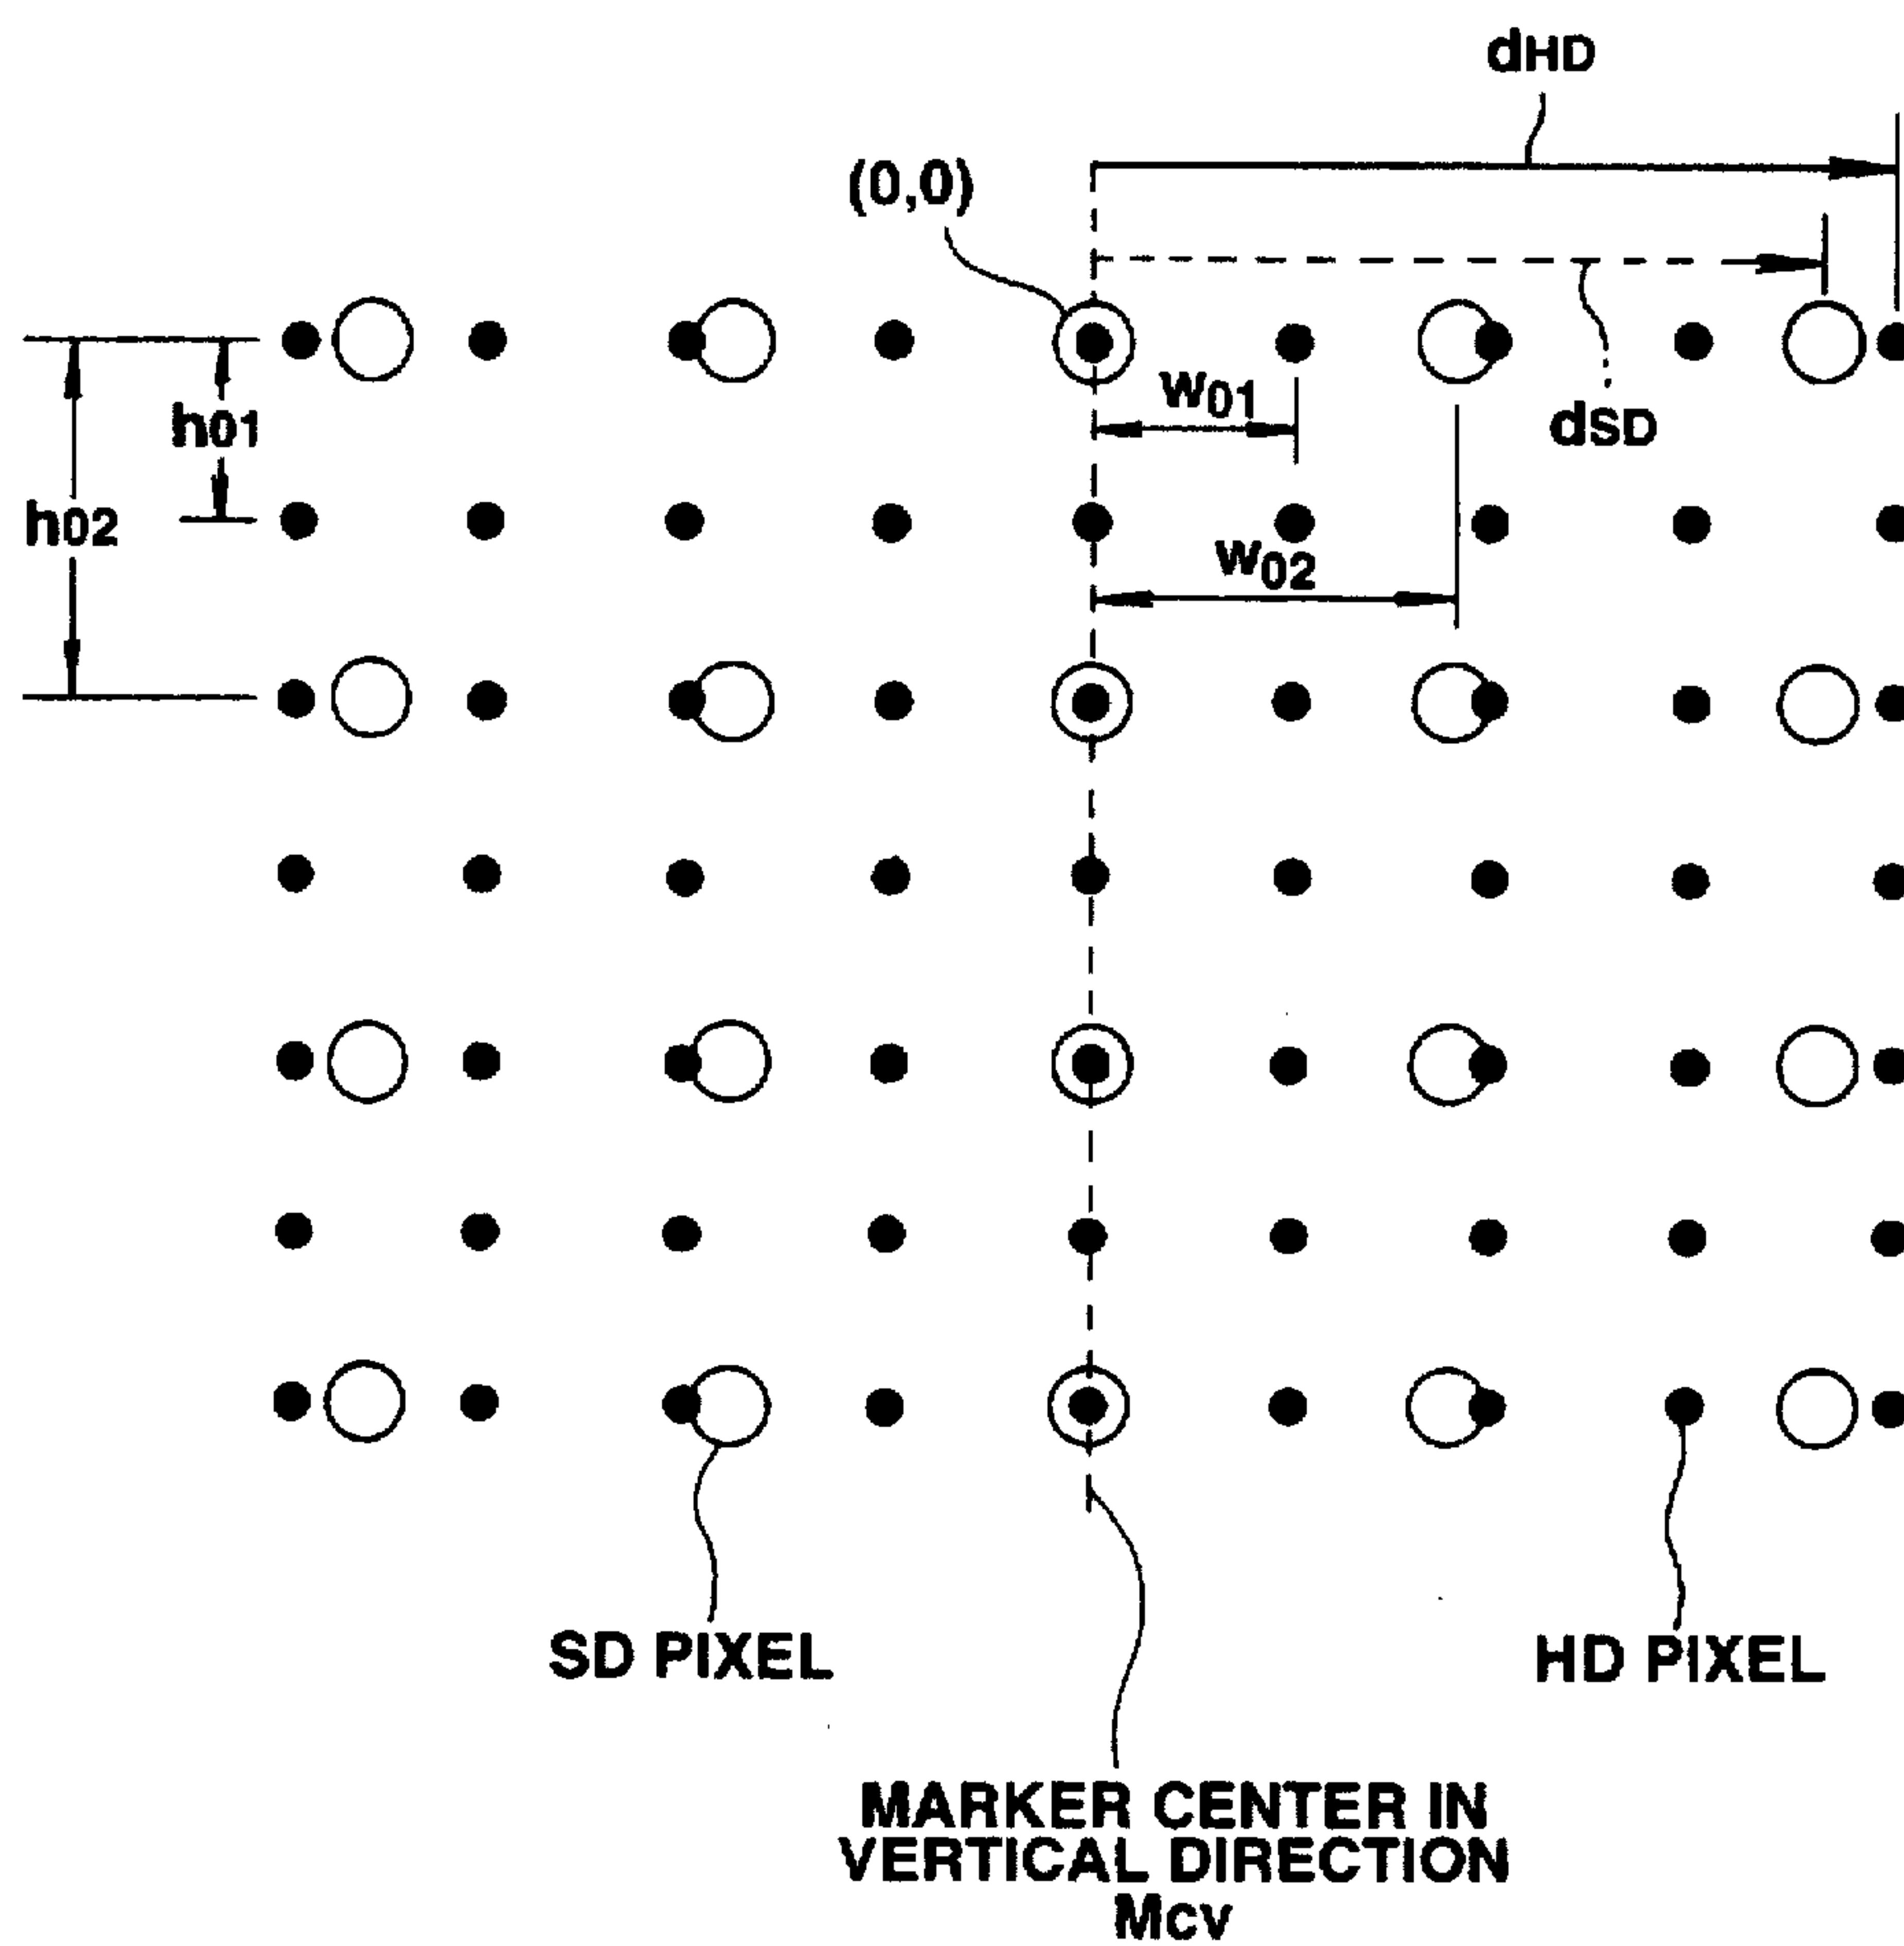 dHD
(0,0)
w01
h01
dSD
h02
w02
SD PIXEL
HD PIXEL
MARKER CENTER IN
VERTICAL DIRECTION
Mcv